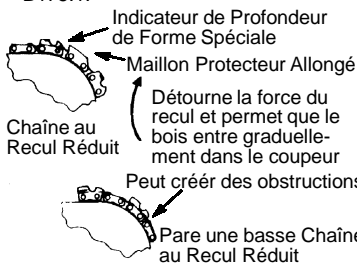 Indicateur de Profondeur
de Forme Spéciale
Maillon Protecteur Allongé
Détourne la force du
recul et permet que le
bois entre graduelle-
ment dans le coupeur
Chaîne au
Recul Réduit
Peut créér des obstructions
Pare une basse Chaîne
au Recul Réduit